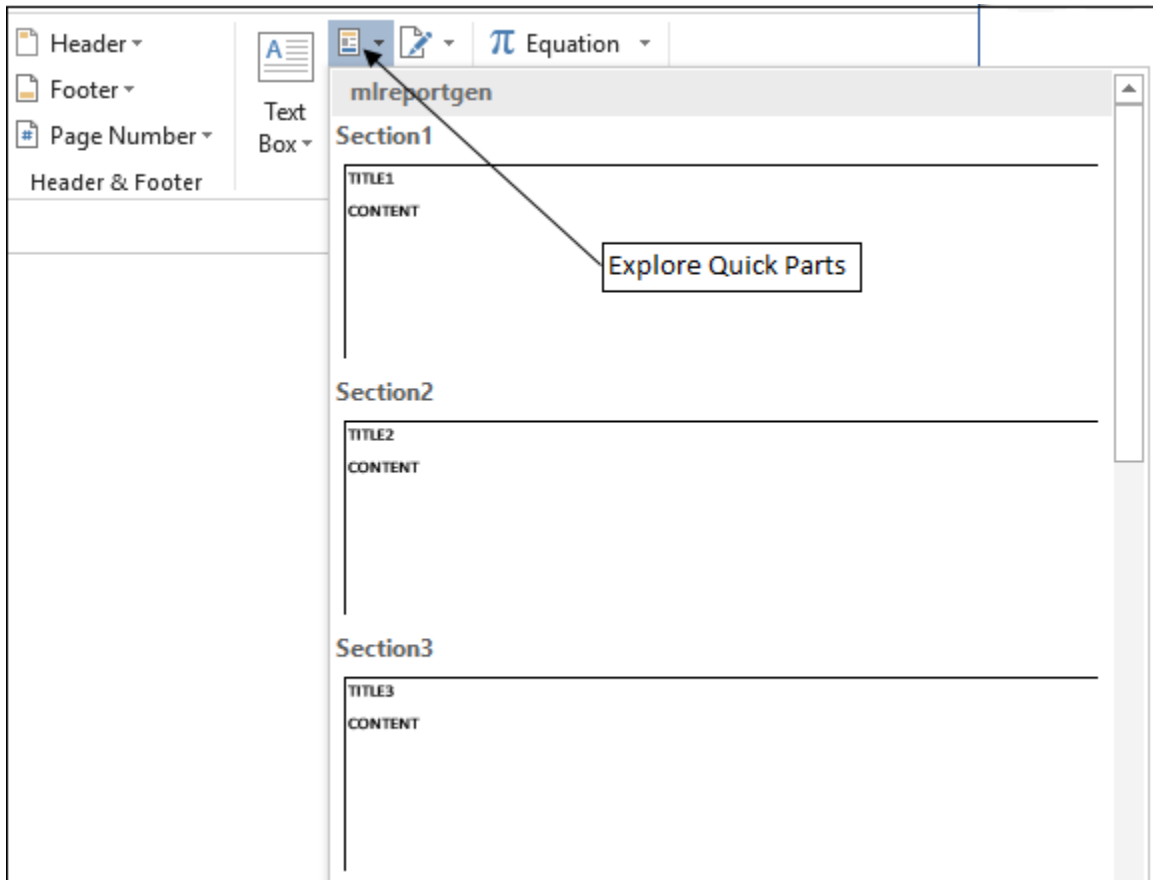 Header
Footer
# Page Number
Header & Footer
A
Text
Box
π Equation
mlreportgen
Section1
TITLE1
CONTENT
Explore Quick Parts
Section2
TITLE2
CONTENT
Section3
TITLE3
CONTENT